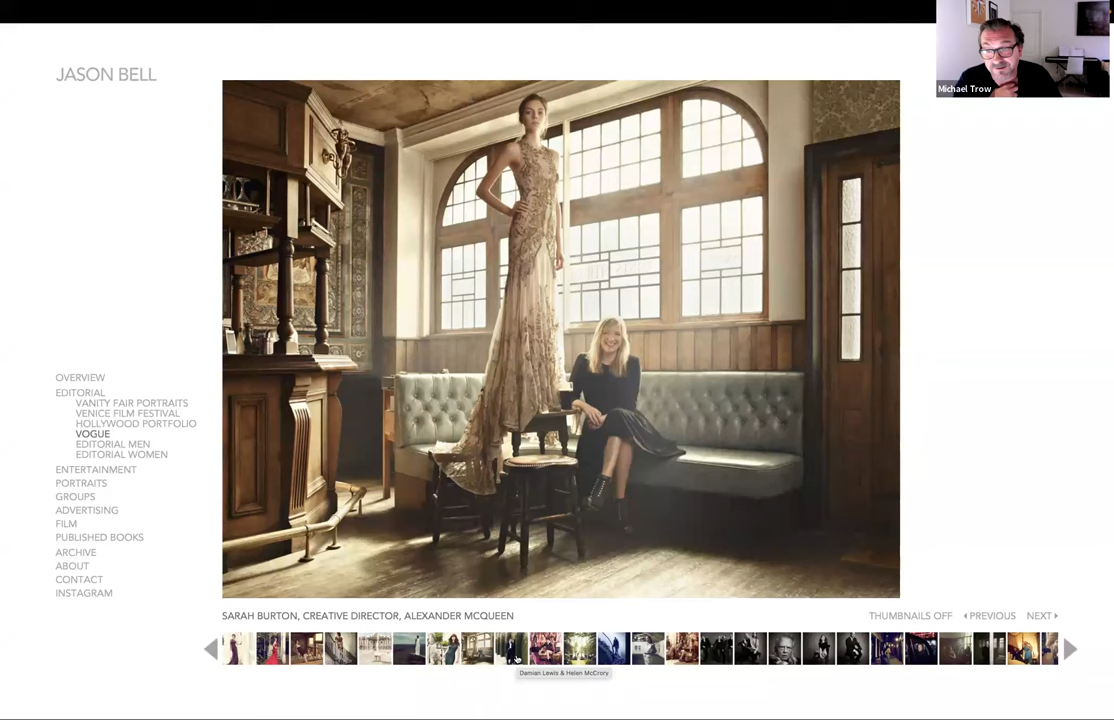 Michael Trow
JASON BELL
OVERVIEW
EDITORIAL
VANITY FAIR PORTRAITS
VENICE FILM FESTIVAL
HOLLYWOOD PORTFOLIO
VOGUE
EDITORIAL MEN
EDITORIAL WOMEN
ENTERTAINMENT
PORTRAITS
GROUPS
ADVERTISING
FILM
PUBLISHED BOOKS
ARCHIVE
ABOUT
CONTACT
INSTAGRAM
SARAH BURTON, CREATIVE DIRECTOR, ALEXANDER MCQUEEN
THUMBNAILS OFF PREVIOUS NEXT
Damian Lewis & Helen McCrory